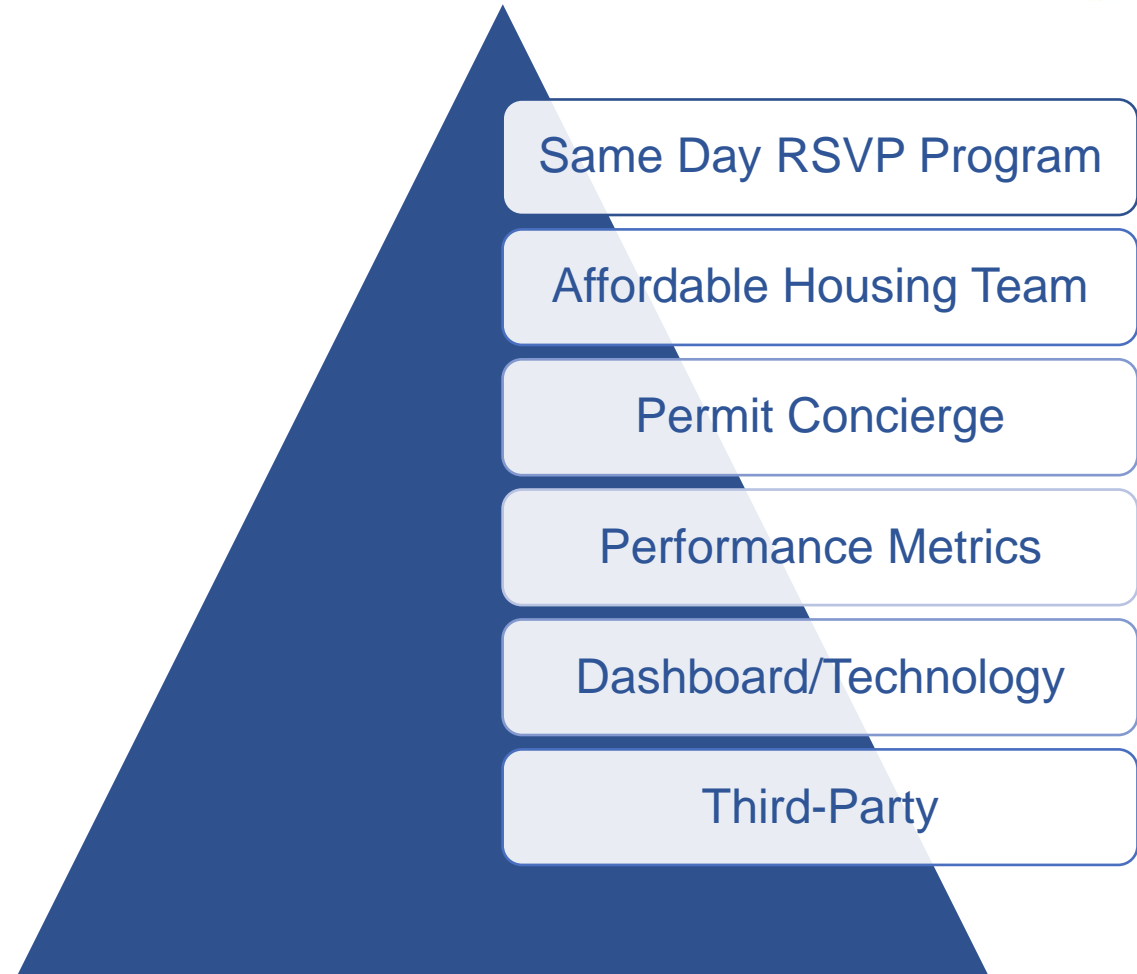 Same Day RSVP Program
Affordable Housing Team
Permit Concierge
Performance Metrics
Dashboard/Technology
Third-Party